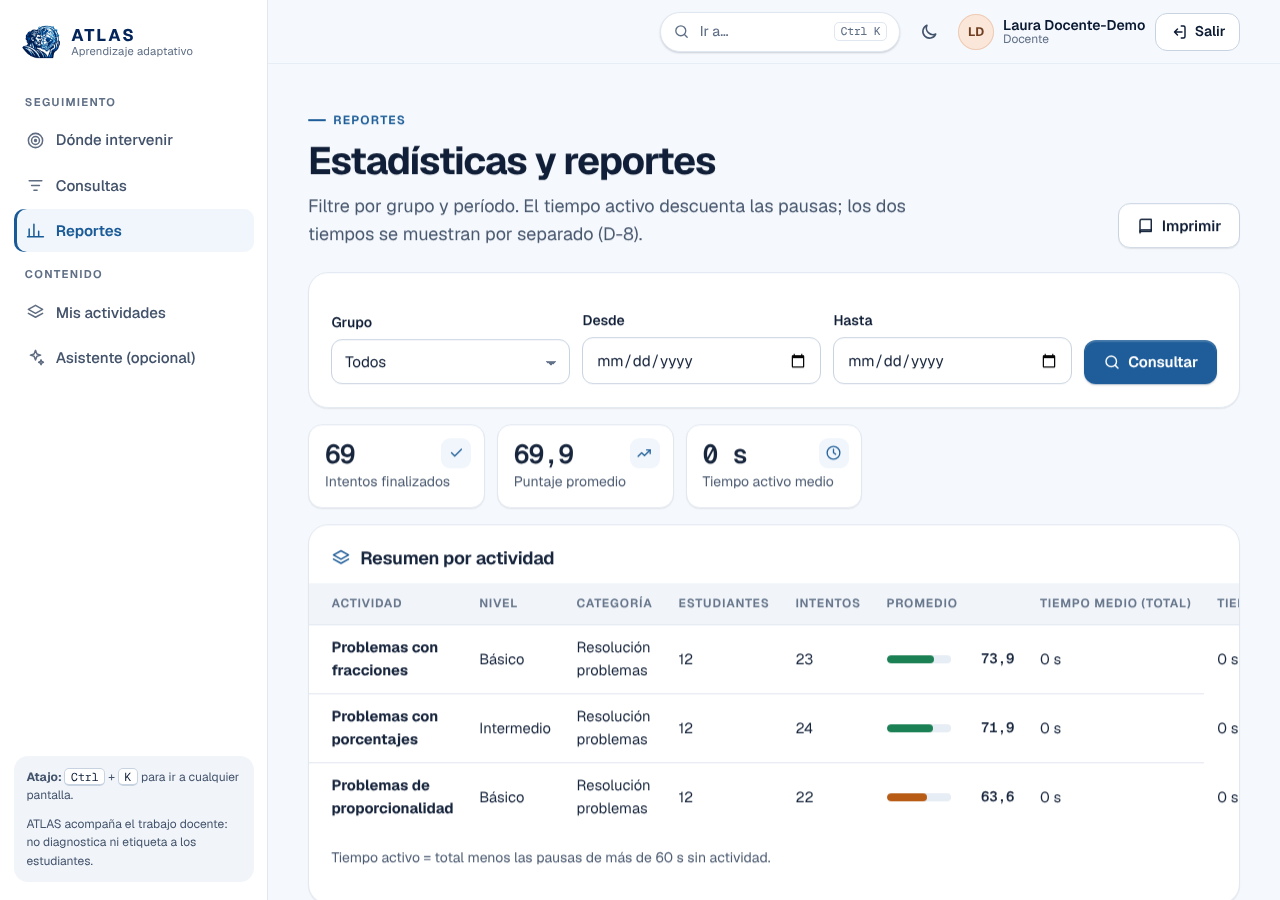 ATLAS
Aprendizaje adaptativo
Ir a...
Ctrl K
LD
Laura Docente-Demo
Docente
Salir
SEGUIMIENTO
Dónde intervenir
Consultas
Reportes
CONTENIDO
Mis actividades
Asistente (opcional)
Atajo: Ctrl + K para ir a cualquier
pantalla.
ATLAS acompaña el trabajo docente:
no diagnostica ni etiqueta a los
estudiantes.
REPORTES
Estadísticas y reportes
Filtre por grupo y período. El tiempo activo descuenta las pausas; los dos
tiempos se muestran por separado (D-8).
Imprimir
Grupo
Desde
Hasta
Todos
mm/dd/yyyy
mm/dd/yyyy
Consultar
69
Intentos finalizados
69,9
Puntaje promedio
0 s
Tiempo activo medio
Resumen por actividad
ACTIVIDAD NIVEL CATEGORÍA ESTUDIANTES INTENTOS PROMEDIO TIEMPO MEDIO (TOTAL)
Problemas con fracciones Básico Resolución problemas 12 23 73,9 0 s 0 s
Problemas con porcentajes Intermedio Resolución problemas 12 24 71,9 0 s 0 s
Problemas de proporcionalidad Básico Resolución problemas 12 22 63,6 0 s 0 s
Tiempo activo = total menos las pausas de más de 60 s sin actividad.